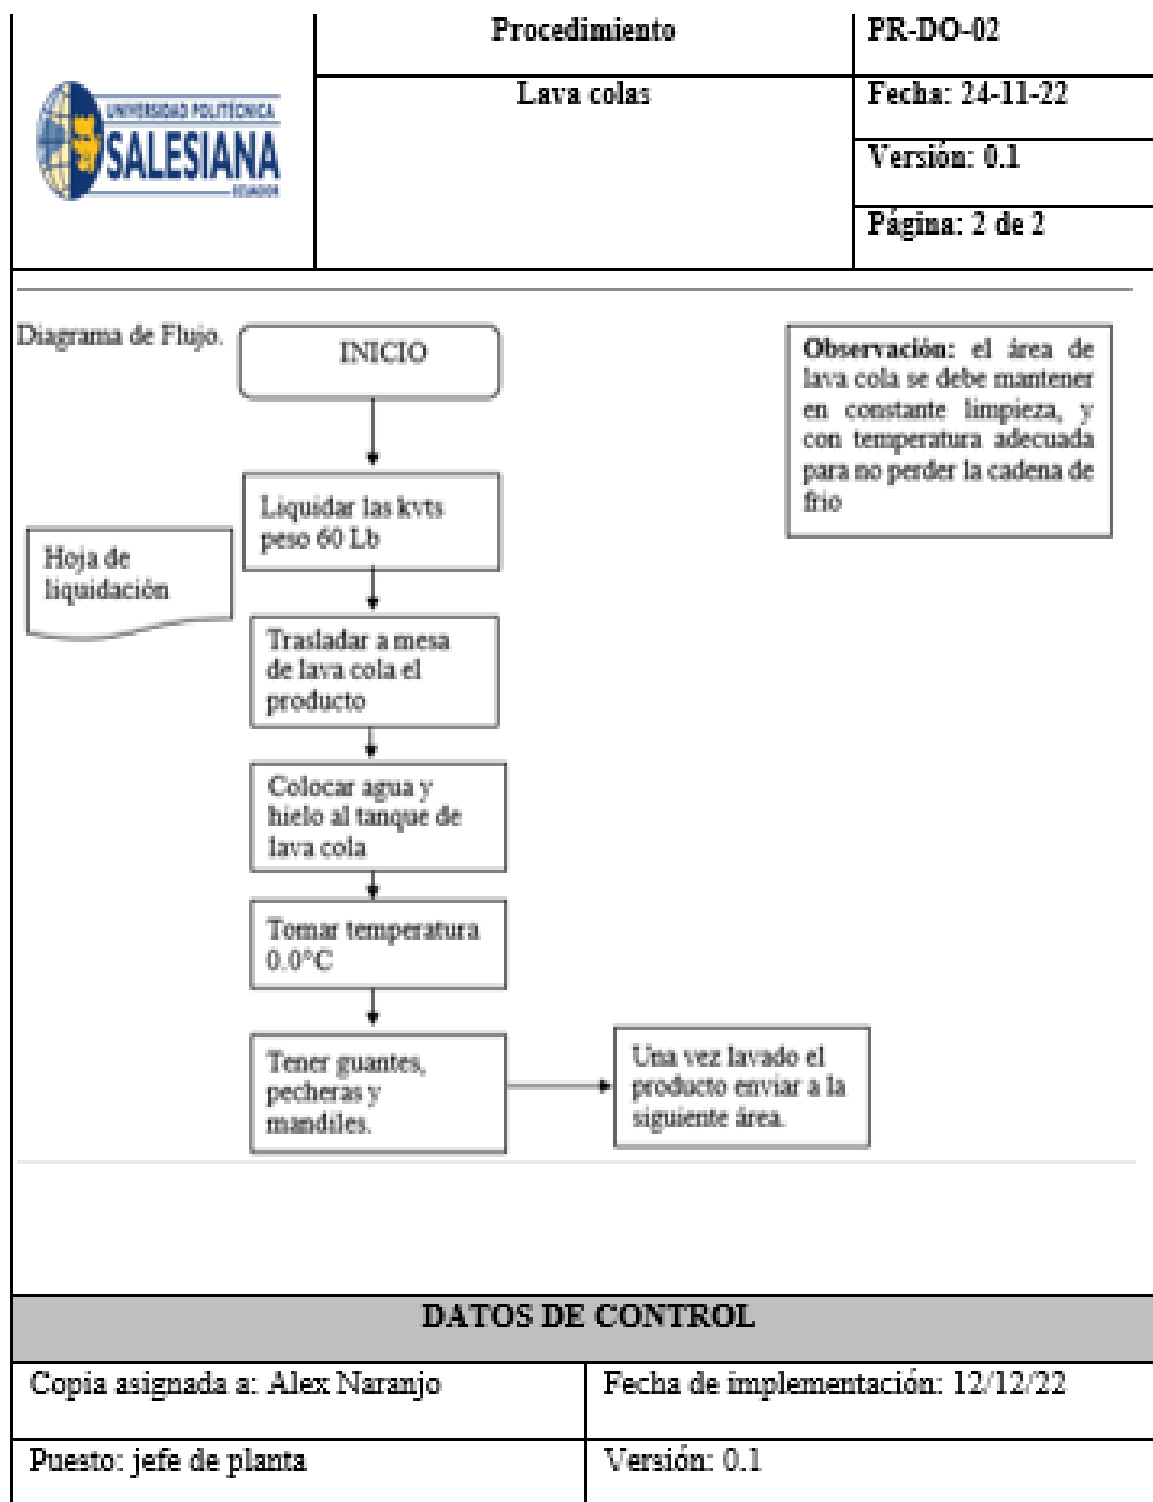 Procedimiento
PR-DO-02
UNIVERSIDAD POLITÉCNICA
SALESIANA
ECUADOR
Lava colas
Fecha: 24-11-22
Versión: 0.1
Página: 2 de 2
Diagrama de Flujo.
INICIO
Observación: el área de
lava cola se debe mantener
en constante limpieza, y
con temperatura adecuada
para no perder la cadena de
frio
Liquidar las kvts
peso 60 Lb
Hoja de
liquidación
Trasladar a mesa
de lava cola el
producto
Colocar agua y
hielo al tanque de
lava cola
Tomar temperatura
0.0°C
Tener guantes,
pecheras y
mandiles.
Una vez lavado el
producto enviar a la
siguiente área.
DATOS DE CONTROL
Copia asignada a: Alex Naranjo
Fecha de implementación: 12/12/22
Puesto: jefe de planta
Versión: 0.1